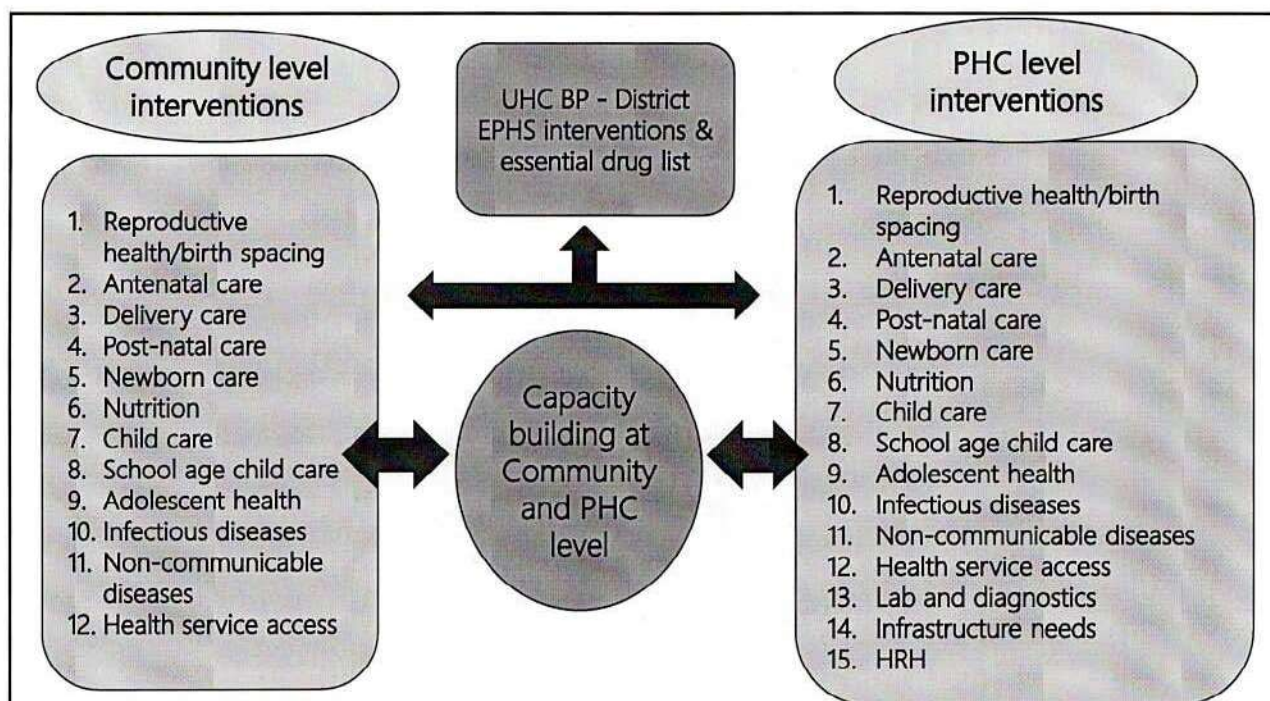 Community level
interventions
1. Reproductive
health/birth spacing
2. Antenatal care
3. Delivery care
4. Post-natal care
5. Newborn care
6. Nutrition
7. Child care
8. School age child care
9. Adolescent health
10. Infectious diseases
11. Non-communicable
diseases
12. Health service access
UHC BP - District
EPHS interventions &
essential drug list
Capacity
building at
Community
and PHC
level
PHC level
interventions
1. Reproductive health/birth
spacing
2. Antenatal care
3. Delivery care
4. Post-natal care
5. Newborn care
6. Nutrition
7. Child care
8. School age child care
9. Adolescent health
10. Infectious diseases
11. Non-communicable diseases
12. Health service access
13. Lab and diagnostics
14. Infrastructure needs
15. HRH